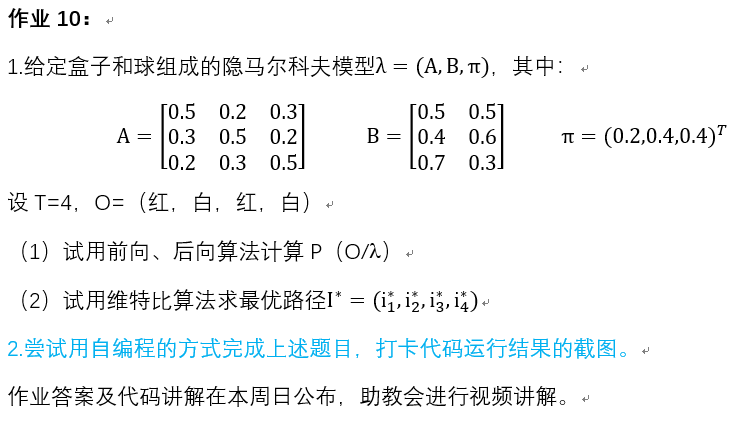 作业 10：
1.给定盒子和球组成的隐马尔科夫模型λ = (A, B, π)，其中：
A = [0.5 0.2 0.3 B = [0.5 0.5 π = (0.2,0.4,0.4)^T
0.3 0.5 0.2 0.4 0.6
0.2 0.3 0.5] 0.7 0.3]
设 T=4，O=（红，白，红，白）
（1）试用前向、后向算法计算 P（O/λ）
（2）试用维特比算法求最优路径I* = (i₁*, i₂*, i₃*, i₄*)
2.尝试用自编程的方式完成上述题目，打卡代码运行结果的截图。
作业答案及代码讲解在本周日公布，助教会进行视频讲解。